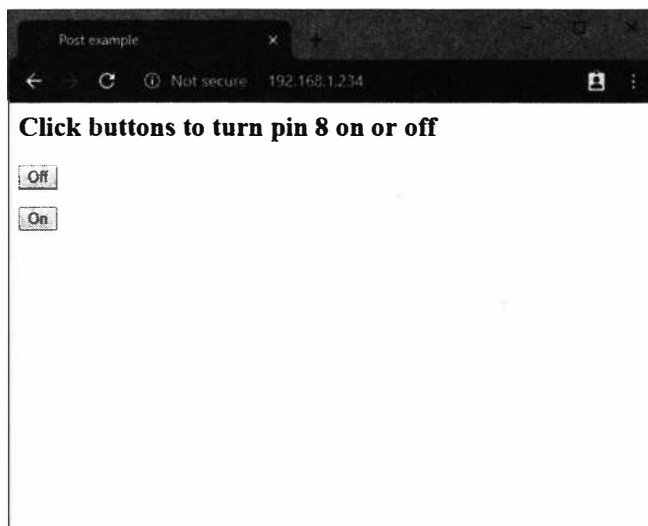 Post example
Not secure 192.168.1.234
Click buttons to turn pin 8 on or off
Off
On